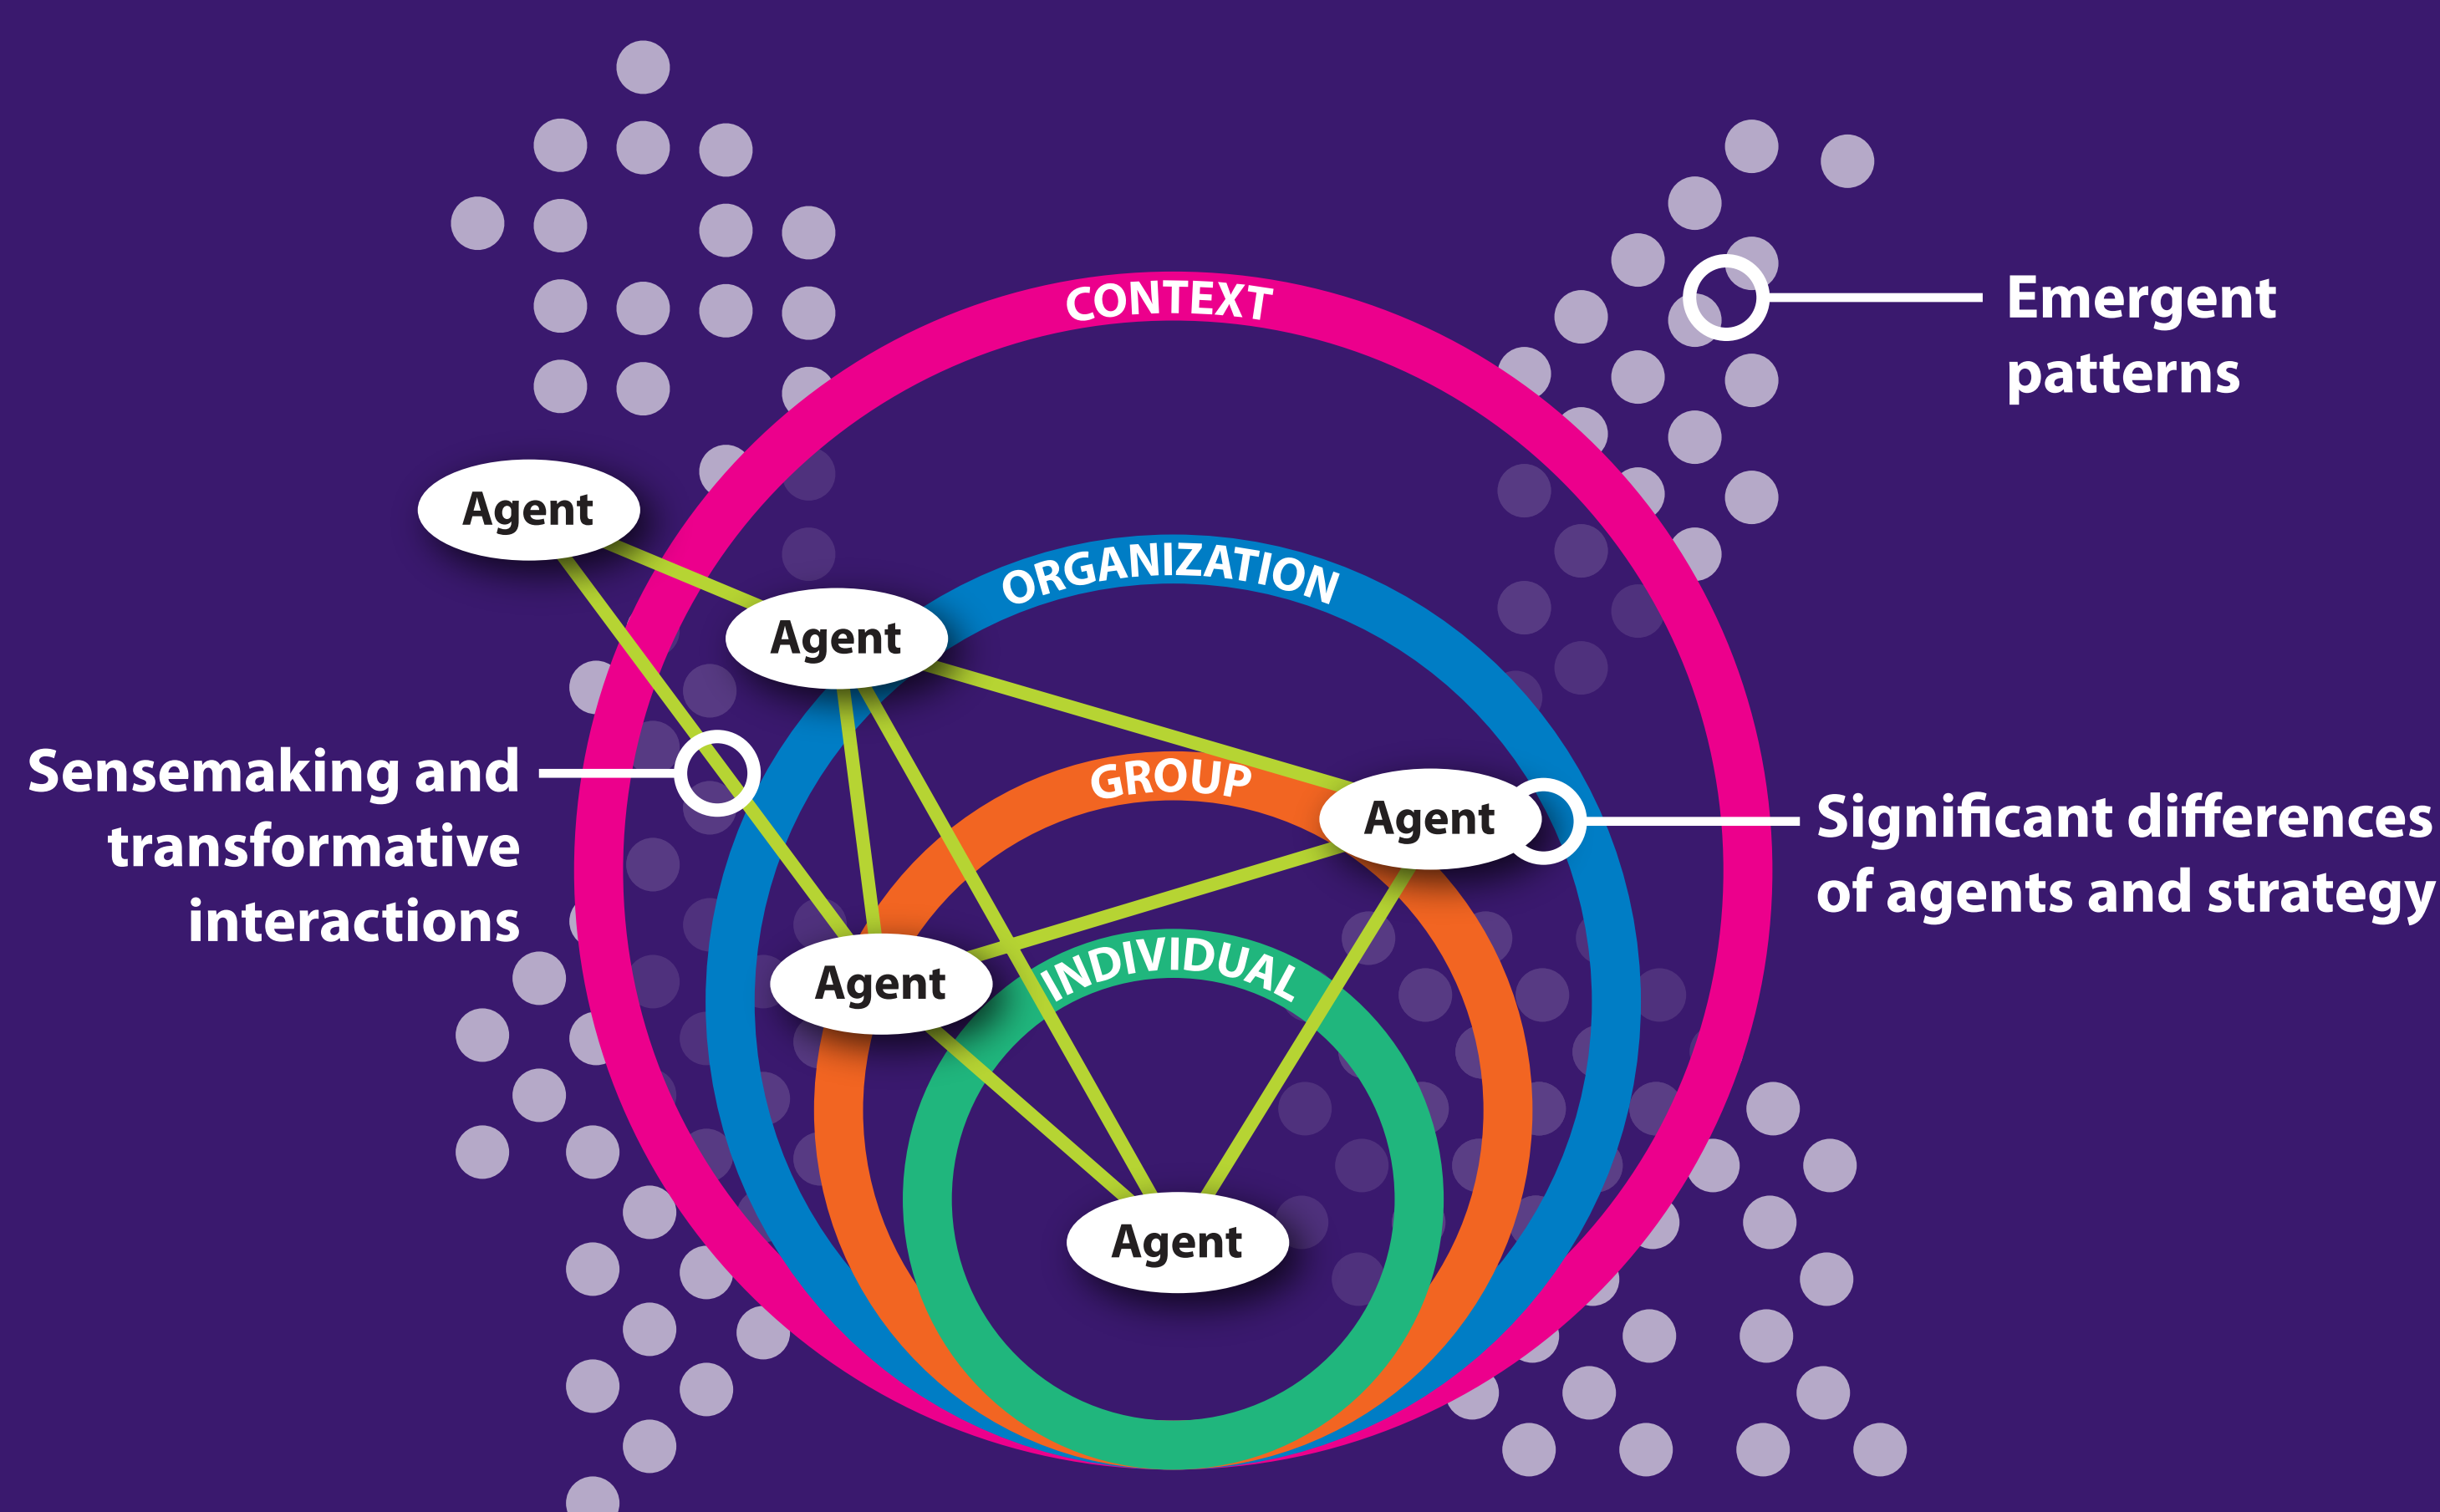 CONTEXT
Emergent
patterns
Agent
ORGANIZATION
Agent
Sensemaking and
transformative
interactions
GROUP
Agent
Significant differences
of agents and strategy
INDIVIDUAL
Agent
Agent